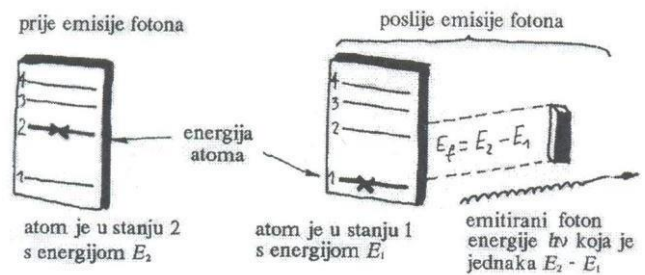 prije emisije fotona
poslije emisije fotona
4
3
2
1
energija
atoma
4
3
2
1
E_f = E_2 - E_1
atom je u stanju 2
s energijom E_2
atom je u stanju 1
s energijom E_1
emitirani foton
energije hν koja je
jednaka E_2 - E_1